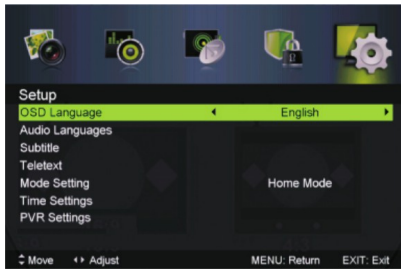 Setup
OSD Language English
Audio Languages
Subtitle
Teletext
Mode Setting Home Mode
Time Settings
PVR Settings
Move Adjust MENU: Return EXIT: Exit